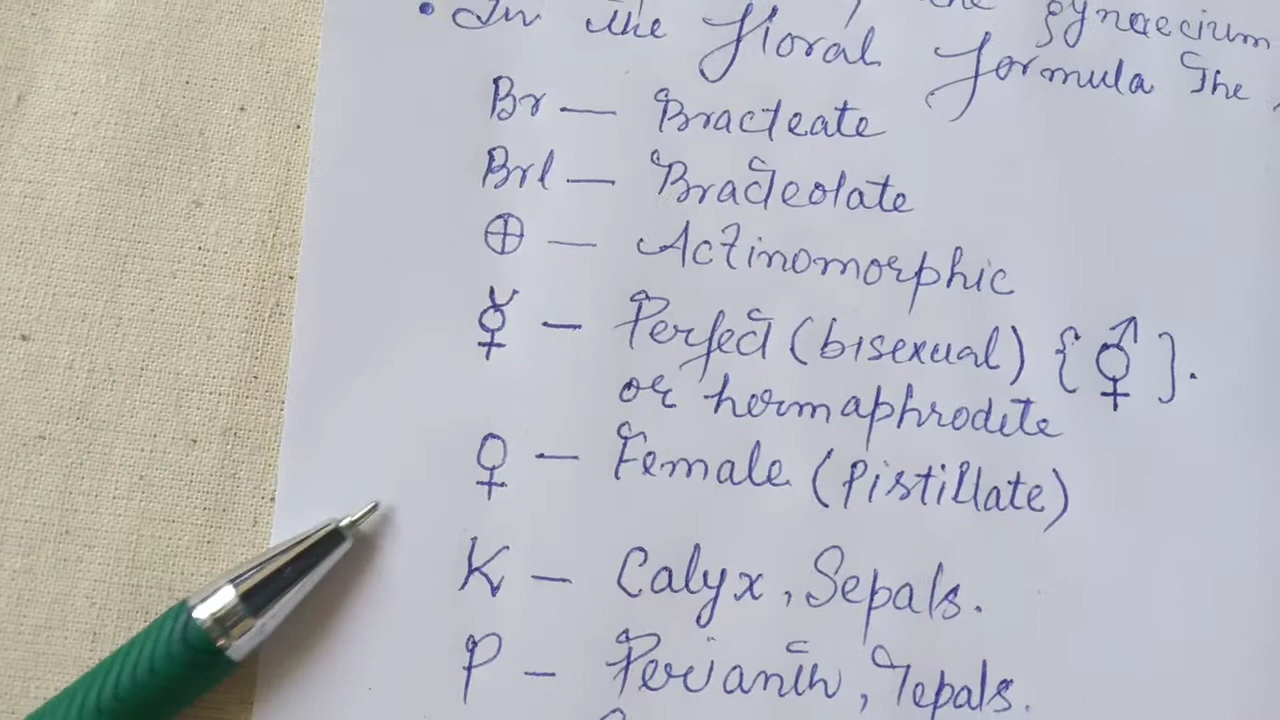 the gynaecium
• In the floral formula The
Br — Bracteate
Brl — Bracteolate
⊕ — Actinomorphic
☿ — Perfect (bisexual) {⚥}.
or hermaphrodite
♀ — Female (Pistillate)
K — Calyx, Sepals.
P — Perianth, Tepals.